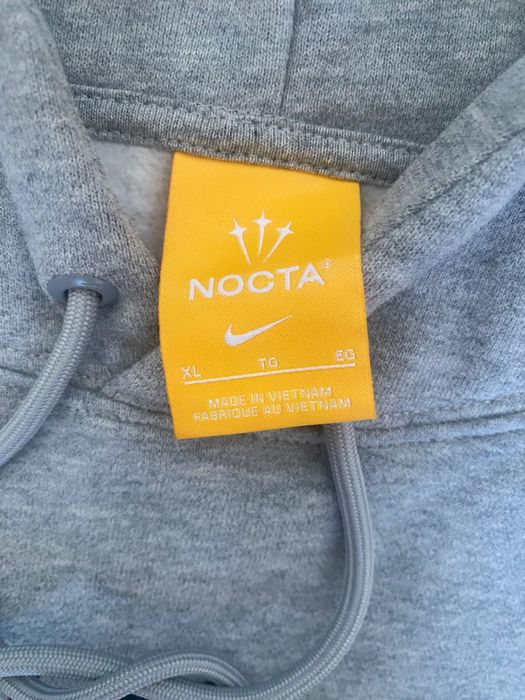 NOCTA®
XL TG EG
MADE IN VIETNAM
FABRIQUE AU VIETNAM